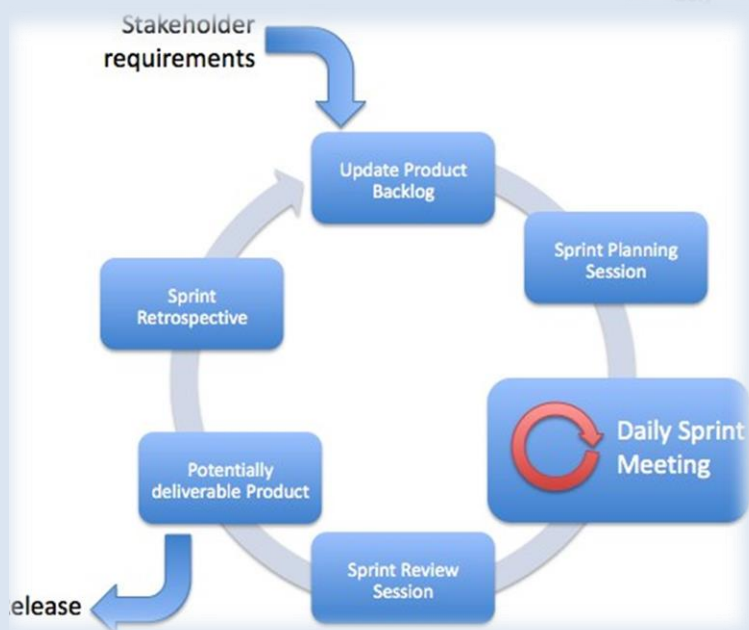 Stakeholder
requirements
Update Product
Backlog
Sprint Planning
Session
Sprint
Retrospective
Daily Sprint
Meeting
Potentially
deliverable Product
Sprint Review
Session
elease